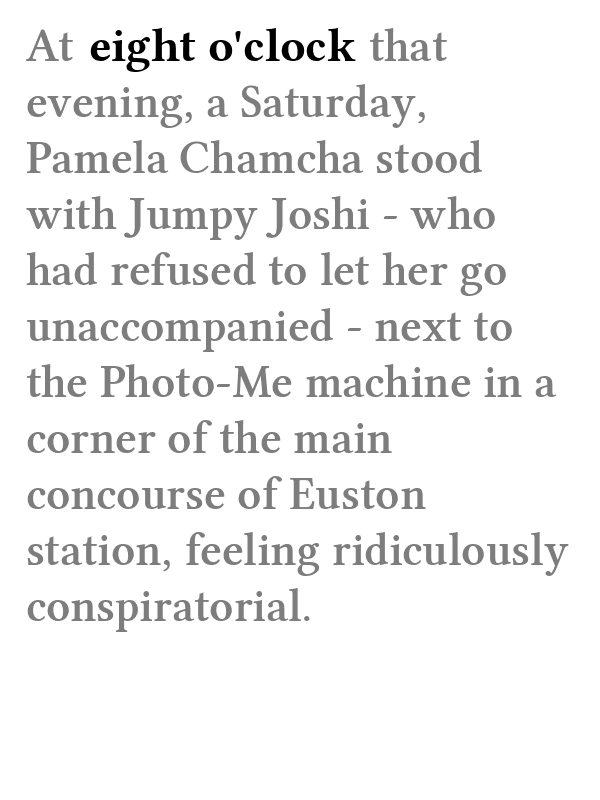 At eight o'clock that
evening, a Saturday,
Pamela Chamcha stood
with Jumpy Joshi - who
had refused to let her go
unaccompanied - next to
the Photo-Me machine in a
corner of the main
concourse of Euston
station, feeling ridiculously
conspiratorial.